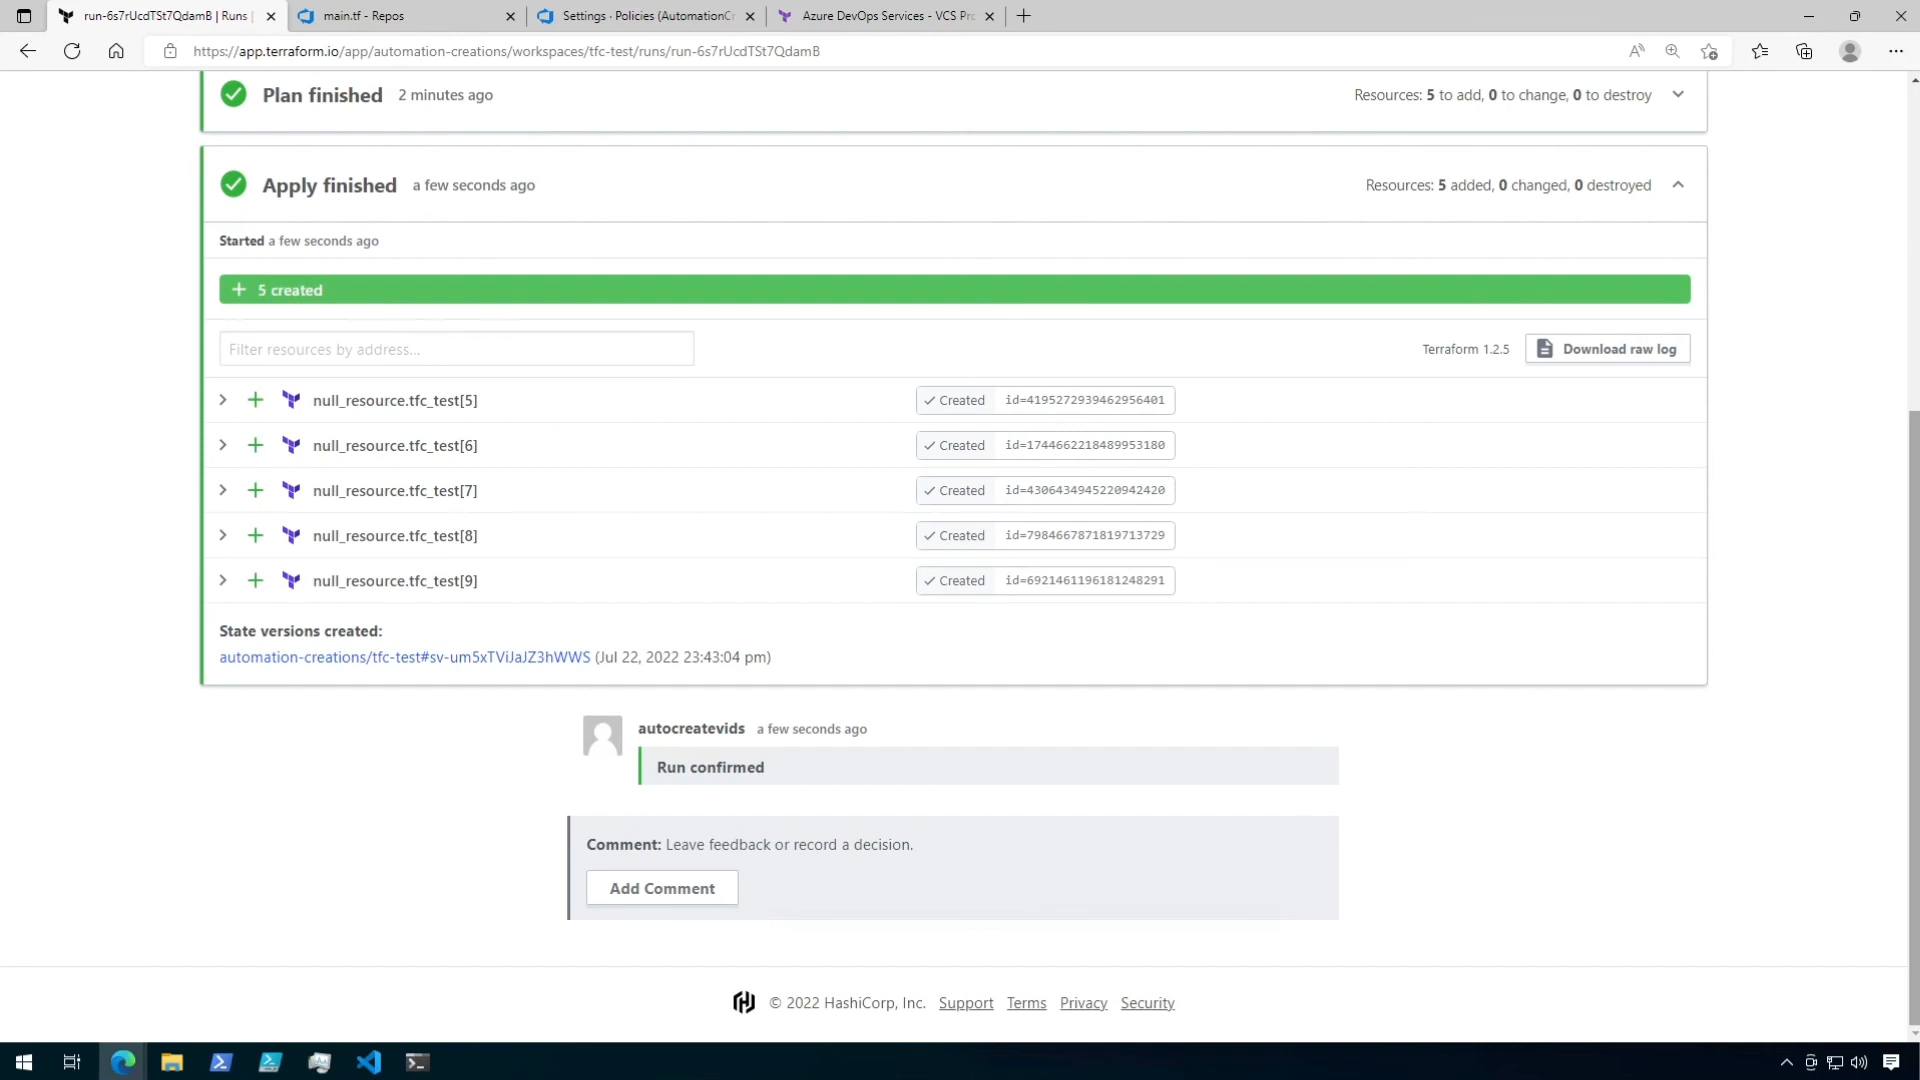 run-6s7rUcdTSt7QdamB | Runs
main.tf - Repos
Settings · Policies (AutomationCr
Azure DevOps Services - VCS Pro
https://app.terraform.io/app/automation-creations/workspaces/tfc-test/runs/run-6s7rUcdTSt7QdamB
Plan finished 2 minutes ago Resources: 5 to add, 0 to change, 0 to destroy
Apply finished a few seconds ago Resources: 5 added, 0 changed, 0 destroyed
Started a few seconds ago
+ 5 created
Filter resources by address... Terraform 1.2.5 Download raw log
null_resource.tfc_test[5] Created id=4195272939462956401
null_resource.tfc_test[6] Created id=1744662218489953180
null_resource.tfc_test[7] Created id=4306434945220942420
null_resource.tfc_test[8] Created id=7984667871819713729
null_resource.tfc_test[9] Created id=6921461196181248291
State versions created:
automation-creations/tfc-test#sv-um5xTViJaJZ3hWWS (Jul 22, 2022 23:43:04 pm)
autocreatevids a few seconds ago
Run confirmed
Comment: Leave feedback or record a decision.
Add Comment
© 2022 HashiCorp, Inc. Support Terms Privacy Security